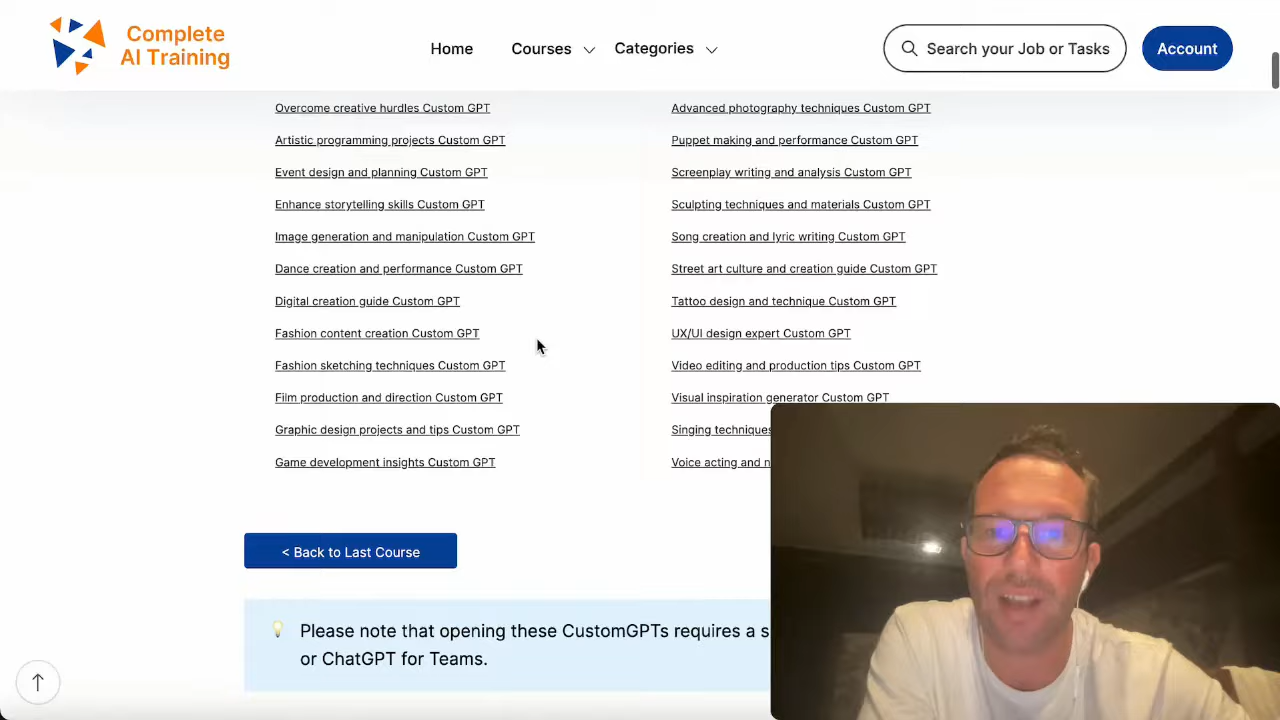 Complete
AI Training
Home
Courses
Categories
Search your Job or Tasks
Account
Overcome creative hurdles Custom GPT
Artistic programming projects Custom GPT
Event design and planning Custom GPT
Enhance storytelling skills Custom GPT
Image generation and manipulation Custom GPT
Dance creation and performance Custom GPT
Digital creation guide Custom GPT
Fashion content creation Custom GPT
Fashion sketching techniques Custom GPT
Film production and direction Custom GPT
Graphic design projects and tips Custom GPT
Game development insights Custom GPT
Advanced photography techniques Custom GPT
Puppet making and performance Custom GPT
Screenplay writing and analysis Custom GPT
Sculpting techniques and materials Custom GPT
Song creation and lyric writing Custom GPT
Street art culture and creation guide Custom GPT
Tattoo design and technique Custom GPT
UX/UI design expert Custom GPT
Video editing and production tips Custom GPT
Visual inspiration generator Custom GPT
Singing techniques
Voice acting and
< Back to Last Course
Please note that opening these CustomGPTs requires a
or ChatGPT for Teams.